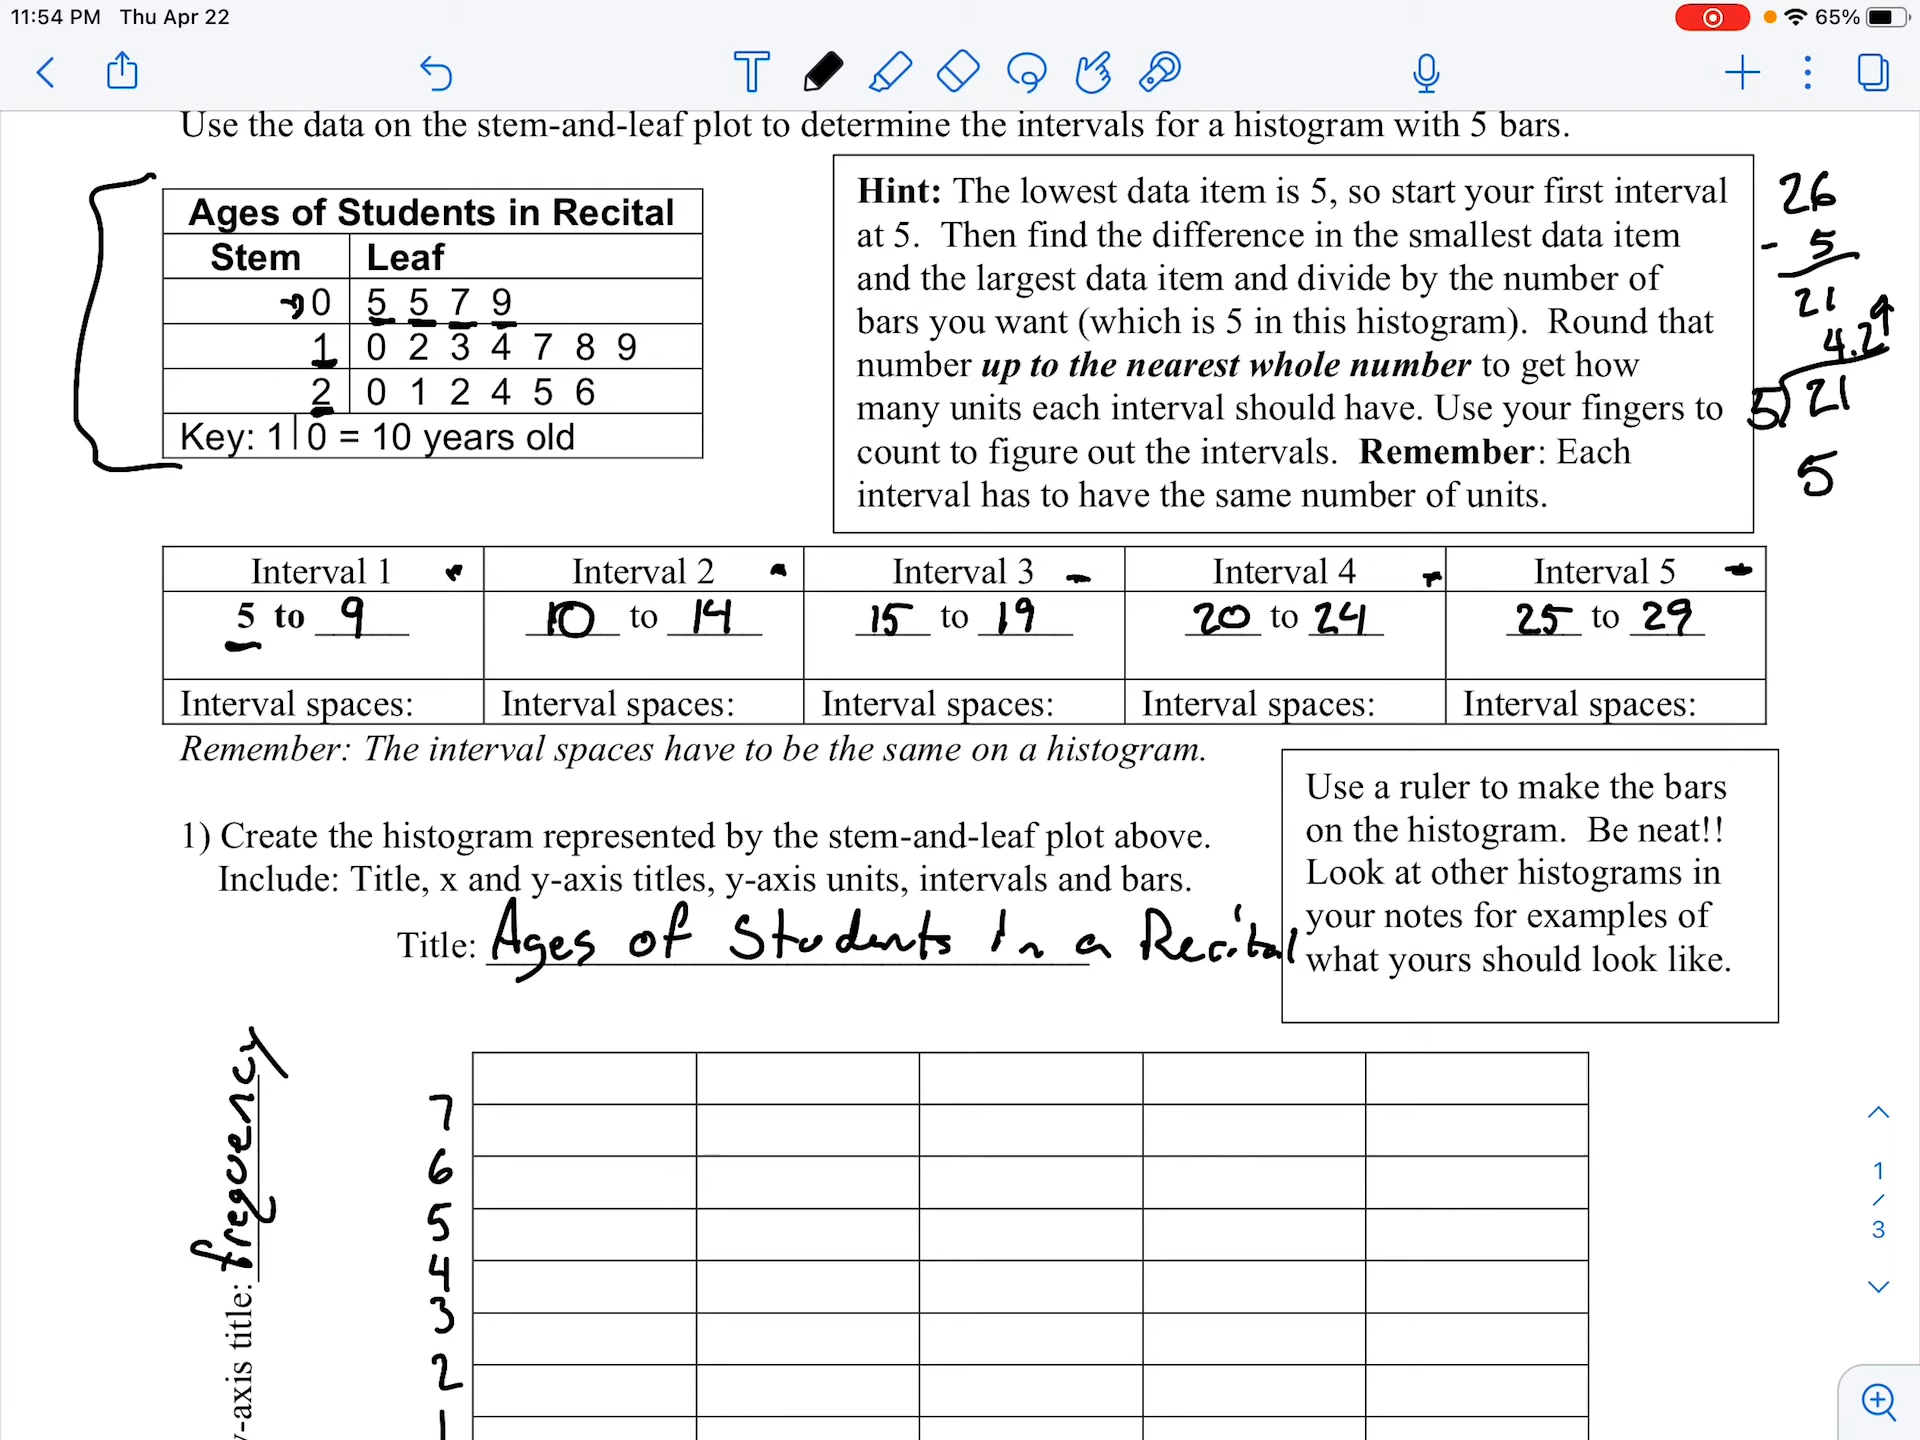 11:54 PM Thu Apr 22
65%
Use the data on the stem-and-leaf plot to determine the intervals for a histogram with 5 bars.
Ages of Students in Recital
Stem Leaf
0 5 5 7 9
1 0 2 3 4 7 8 9
2 0 1 2 4 5 6
Key: 1|0 = 10 years old
Hint: The lowest data item is 5, so start your first interval
at 5. Then find the difference in the smallest data item
and the largest data item and divide by the number of
bars you want (which is 5 in this histogram). Round that
number up to the nearest whole number to get how
many units each interval should have. Use your fingers to
count to figure out the intervals. Remember: Each
interval has to have the same number of units.
26
- 5
21
4.2
5)21
5
Interval 1 Interval 2 Interval 3 Interval 4 Interval 5
5 to 9 10 to 14 15 to 19 20 to 24 25 to 29
Interval spaces: Interval spaces: Interval spaces: Interval spaces: Interval spaces:
Remember: The interval spaces have to be the same on a histogram.
Use a ruler to make the bars
on the histogram. Be neat!!
Look at other histograms in
your notes for examples of
what yours should look like.
1) Create the histogram represented by the stem-and-leaf plot above.
Include: Title, x and y-axis titles, y-axis units, intervals and bars.
Title: Ages of Students In a Recital
y-axis title: frequency
7
6
5
4
3
2
1
1
/
3